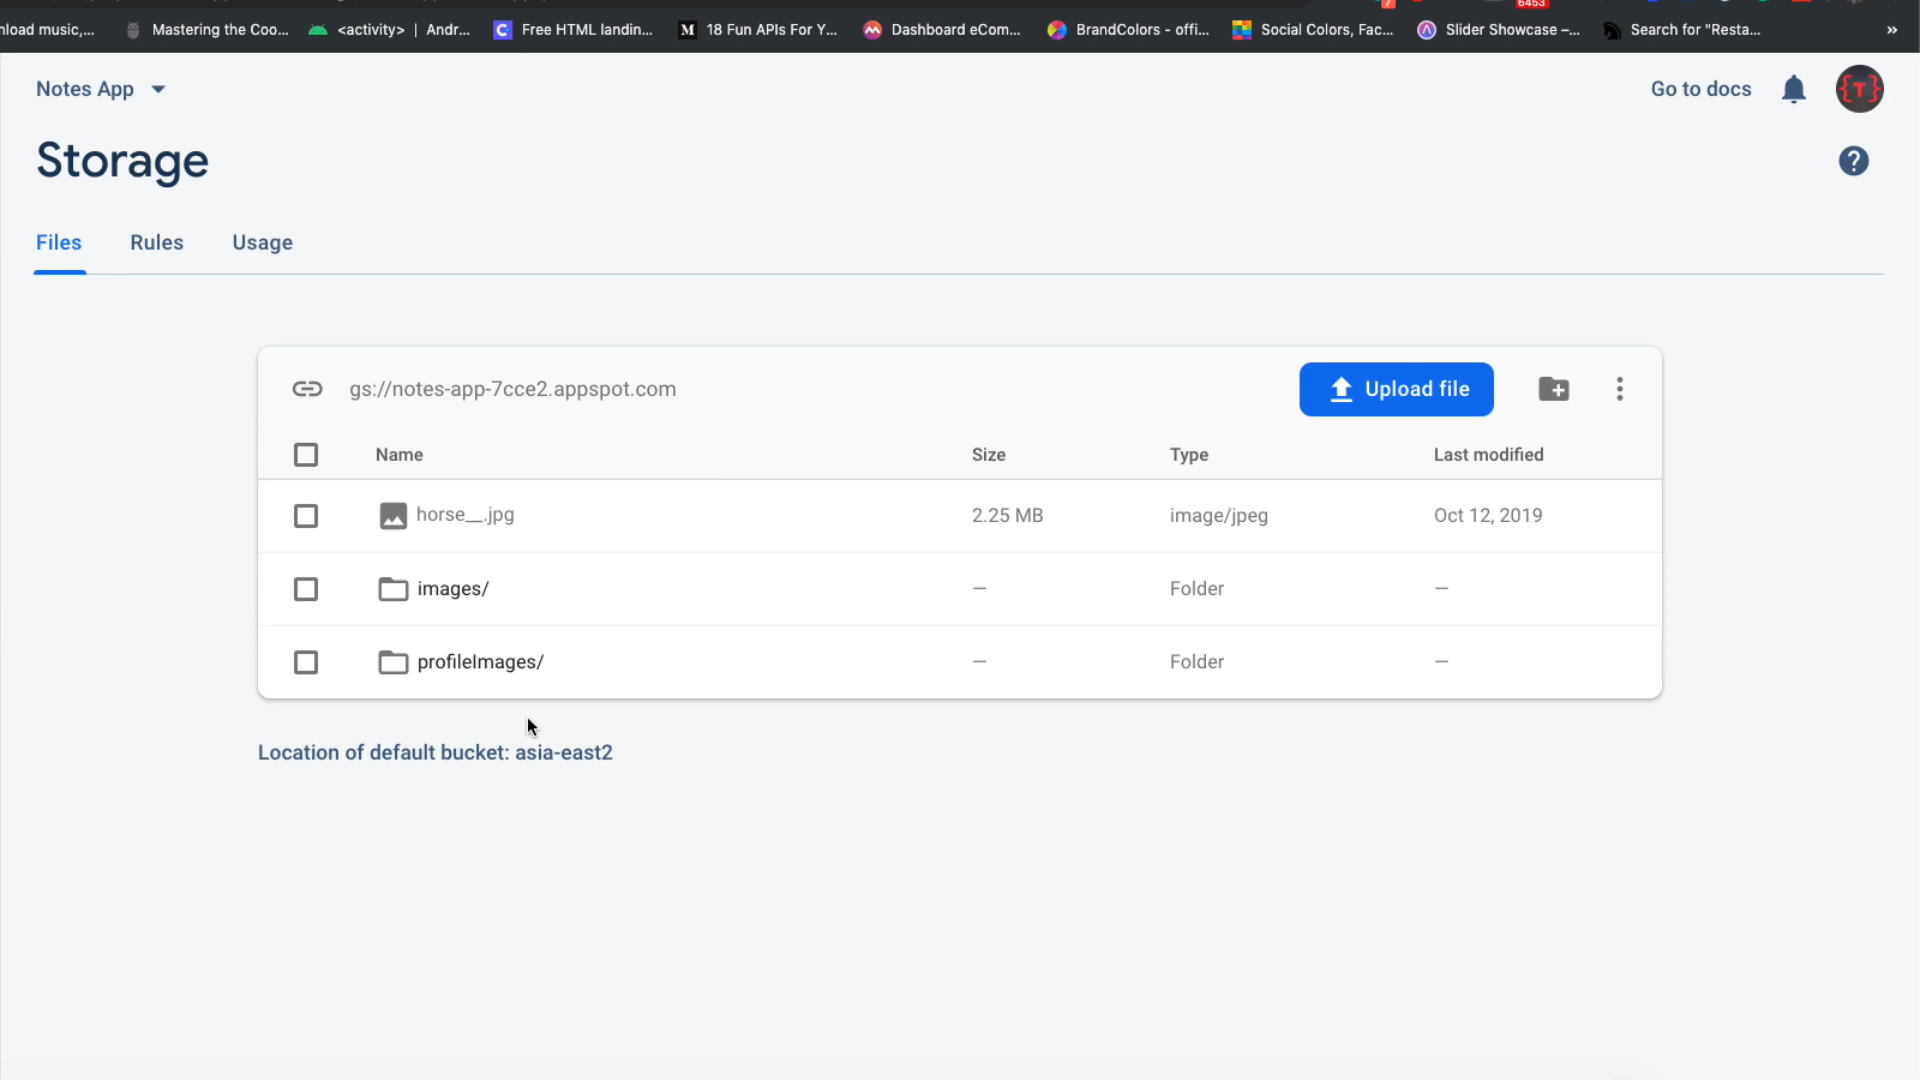 7 6453
load music,... Mastering the Coo... <activity> | Andr... Free HTML landin... M 18 Fun APIs For Y... Dashboard eCom... BrandColors - offi... Social Colors, Fac... Slider Showcase –... Search for "Resta... »
Notes App Go to docs {T}
Storage ?
Files Rules Usage
gs://notes-app-7cce2.appspot.com Upload file
Name Size Type Last modified
horse__.jpg 2.25 MB image/jpeg Oct 12, 2019
images/ — Folder —
profileImages/ — Folder —
Location of default bucket: asia-east2